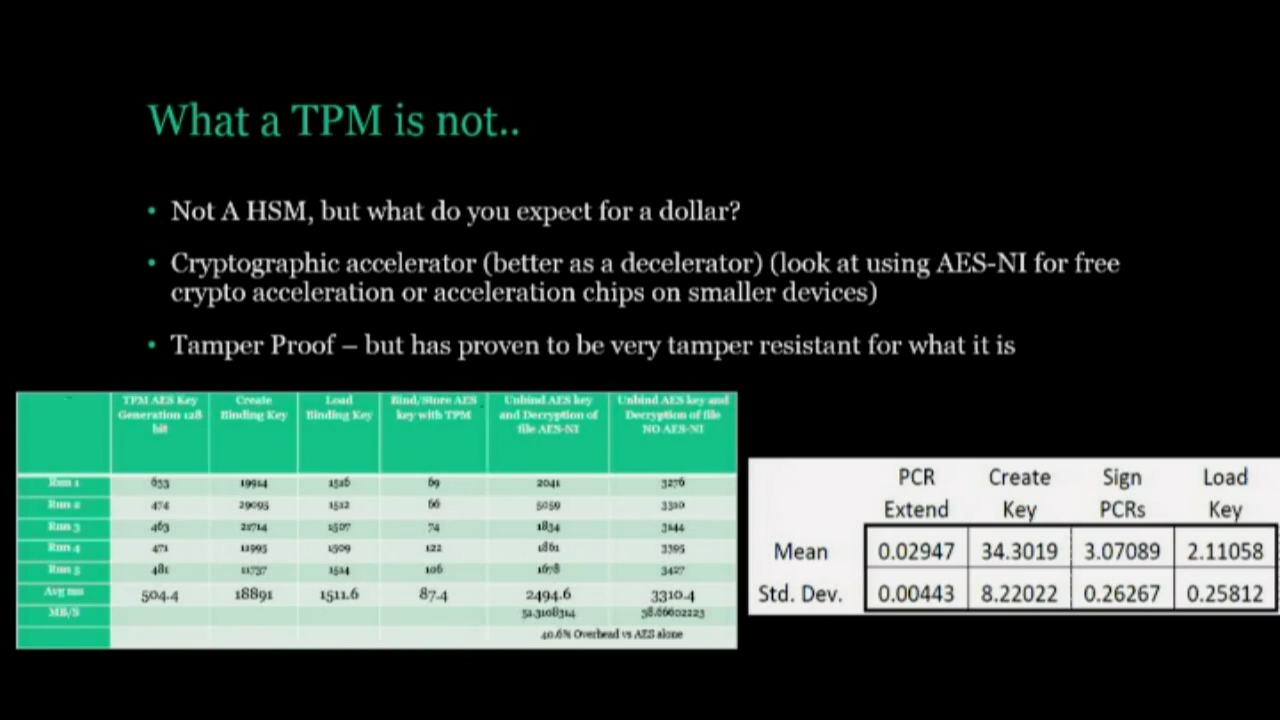 What a TPM is not..
• Not A HSM, but what do you expect for a dollar?
• Cryptographic accelerator (better as a decelerator) (look at using AES-NI for free
crypto acceleration or acceleration chips on smaller devices)
• Tamper Proof – but has proven to be very tamper resistant for what it is
TPM AES Key Generation 128 bit Create Binding Key Load Binding Key Bind/Store AES key with TPM Unbind AES key and Decryption of file AES-NI Unbind AES key and Decryption of file NO AES-NI
Run 1 633 19914 1516 69 2041 3276
Run 2 474 29095 1512 66 5059 3310
Run 3 463 21714 1507 74 1834 3144
Run 4 471 11995 1509 122 1861 3395
Run 5 481 11737 1514 106 1678 3427
Avg ms 504.4 18891 1511.6 87.4 2494.6 3310.4
MB/S
40.6% Overhead vs AES alone
PCR Extend Create Key Sign PCRs Load Key
Mean 0.02947 34.3019 3.07089 2.11058
Std. Dev. 0.00443 8.22022 0.26267 0.25812